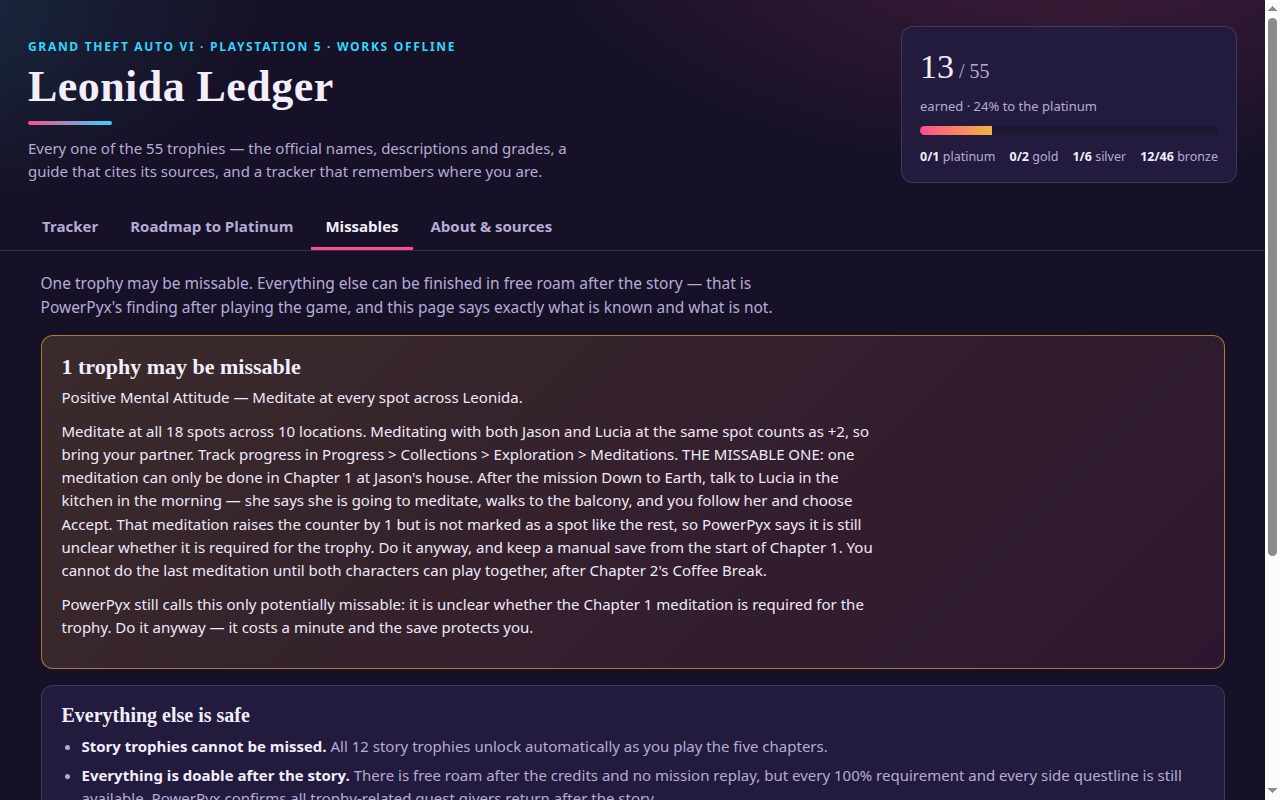 GRAND THEFT AUTO VI · PLAYSTATION 5 · WORKS OFFLINE
Leonida Ledger
Every one of the 55 trophies — the official names, descriptions and grades, a
guide that cites its sources, and a tracker that remembers where you are.
13 / 55
earned · 24% to the platinum
0/1 platinum 0/2 gold 1/6 silver 12/46 bronze
Tracker Roadmap to Platinum Missables About & sources
One trophy may be missable. Everything else can be finished in free roam after the story — that is
PowerPyx's finding after playing the game, and this page says exactly what is known and what is not.
1 trophy may be missable
Positive Mental Attitude — Meditate at every spot across Leonida.
Meditate at all 18 spots across 10 locations. Meditating with both Jason and Lucia at the same spot counts as +2, so
bring your partner. Track progress in Progress > Collections > Exploration > Meditations. THE MISSABLE ONE: one
meditation can only be done in Chapter 1 at Jason's house. After the mission Down to Earth, talk to Lucia in the
kitchen in the morning — she says she is going to meditate, walks to the balcony, and you follow her and choose
Accept. That meditation raises the counter by 1 but is not marked as a spot like the rest, so PowerPyx says it is still
unclear whether it is required for the trophy. Do it anyway, and keep a manual save from the start of Chapter 1. You
cannot do the last meditation until both characters can play together, after Chapter 2's Coffee Break.
PowerPyx still calls this only potentially missable: it is unclear whether the Chapter 1 meditation is required for the
trophy. Do it anyway — it costs a minute and the save protects you.
Everything else is safe
• Story trophies cannot be missed. All 12 story trophies unlock automatically as you play the five chapters.
• Everything is doable after the story. There is free roam after the credits and no mission replay, but every 100% requirement and every side questline is still
available. PowerPyx confirms all trophy-related quest givers return after the story.